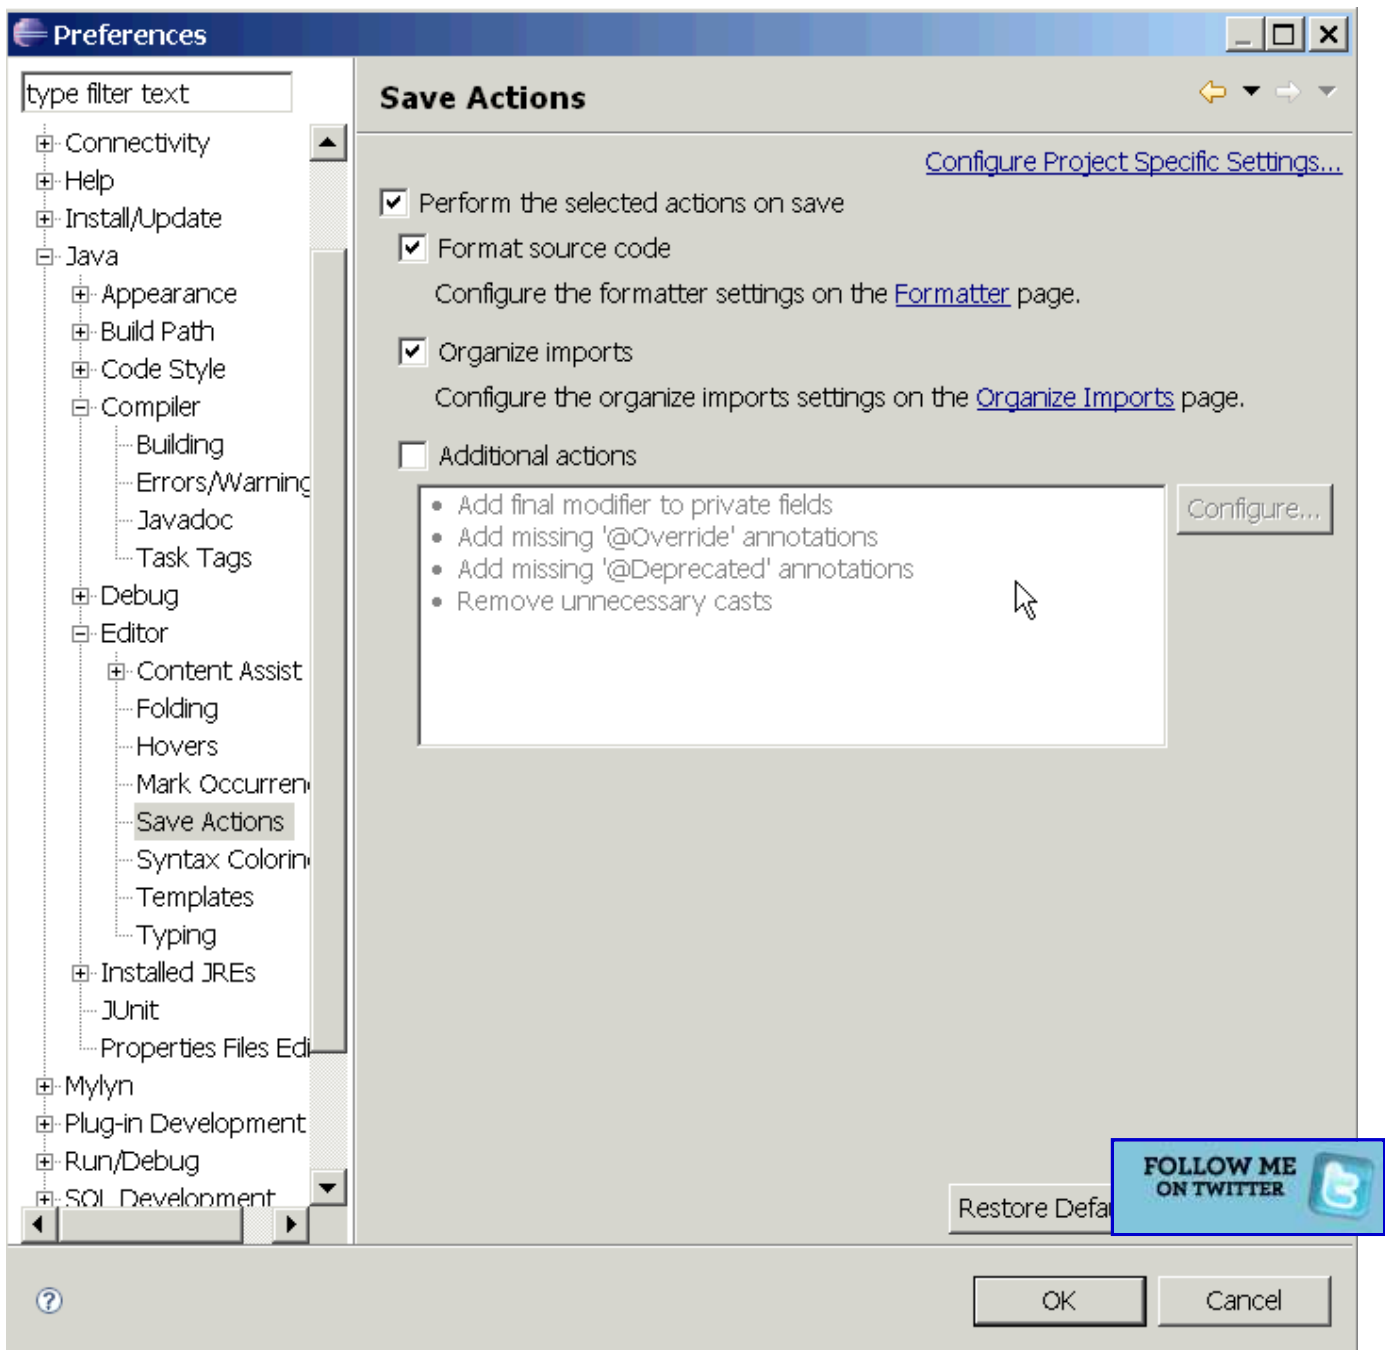 Preferences
type filter text
Connectivity
Help
Install/Update
Java
Appearance
Build Path
Code Style
Compiler
Building
Errors/Warning
Javadoc
Task Tags
Debug
Editor
Content Assist
Folding
Hovers
Mark Occurren
Save Actions
Syntax Colorin
Templates
Typing
Installed JREs
JUnit
Properties Files Edi
Mylyn
Plug-in Development
Run/Debug
SQL Development
Save Actions
Configure Project Specific Settings...
Perform the selected actions on save
Format source code
Configure the formatter settings on the Formatter page.
Organize imports
Configure the organize imports settings on the Organize Imports page.
Additional actions
• Add final modifier to private fields
• Add missing '@Override' annotations
• Add missing '@Deprecated' annotations
• Remove unnecessary casts
Configure...
Restore Defa
FOLLOW ME
ON TWITTER
OK
Cancel